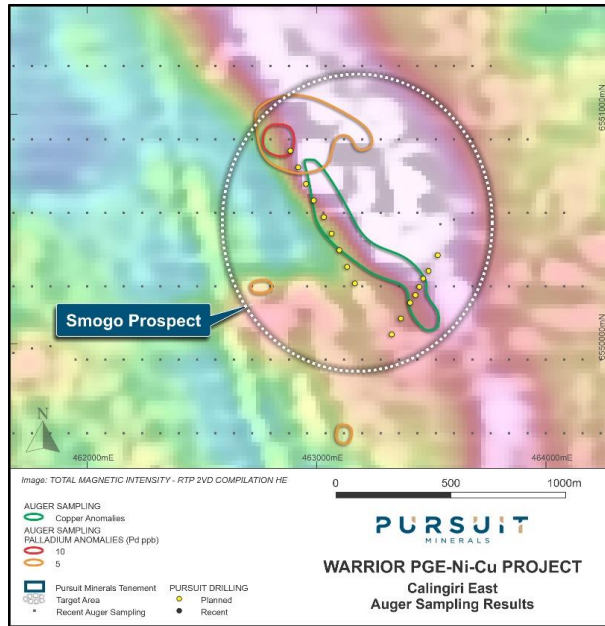 6551000mN
Smogo Prospect
6550000mN
N
462000mE
463000mE
464000mE
Image: TOTAL MAGNETIC INTENSITY - RTP 2VD COMPILATION HE
0 500 1000m
AUGER SAMPLING
Copper Anomalies
AUGER SAMPLING
PALLADIUM ANOMALIES (Pd ppb)
10
5
Pursuit Minerals Tenement
Target Area
Recent Auger Sampling
PURSUIT DRILLING
Planned
Recent
PURSUIT
MINERALS
WARRIOR PGE-Ni-Cu PROJECT
Calingiri East
Auger Sampling Results